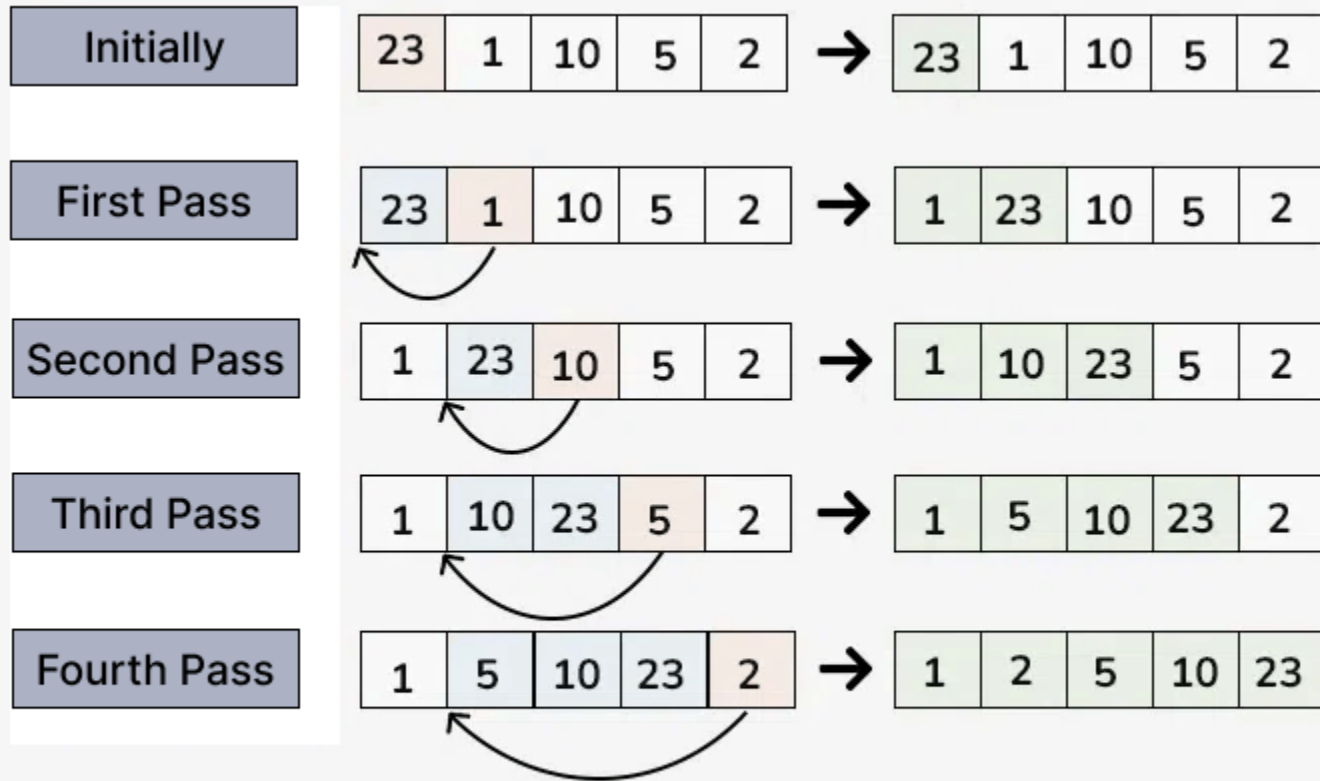 Initially 23 1 10 5 2 → 23 1 10 5 2
First Pass 23 1 10 5 2 → 1 23 10 5 2
Second Pass 1 23 10 5 2 → 1 10 23 5 2
Third Pass 1 10 23 5 2 → 1 5 10 23 2
Fourth Pass 1 5 10 23 2 → 1 2 5 10 23